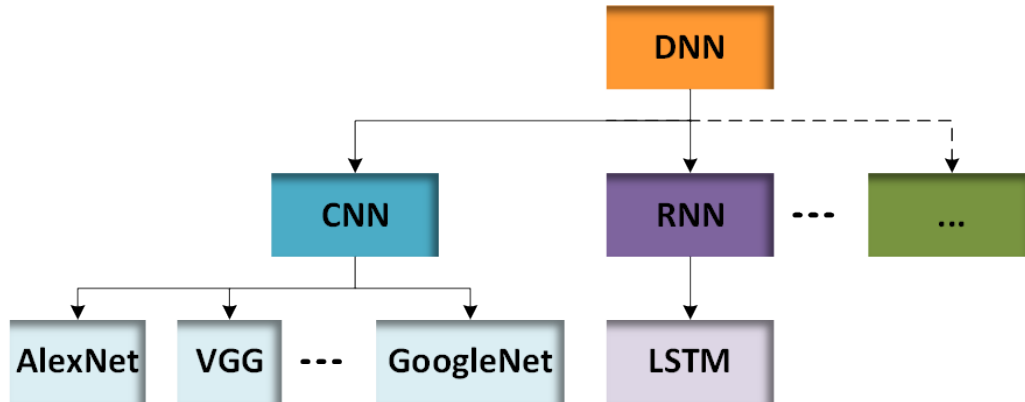 DNN
CNN
RNN
---
...
AlexNet
VGG
---
GoogleNet
LSTM